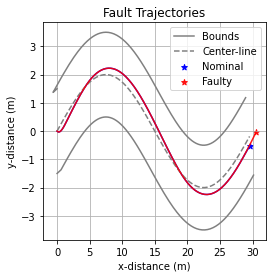 Fault Trajectories
Bounds
Center-line
Nominal
Faulty
y-distance (m)
3
2
1
0
−1
−2
−3
0
5
10
15
20
25
30
x-distance (m)